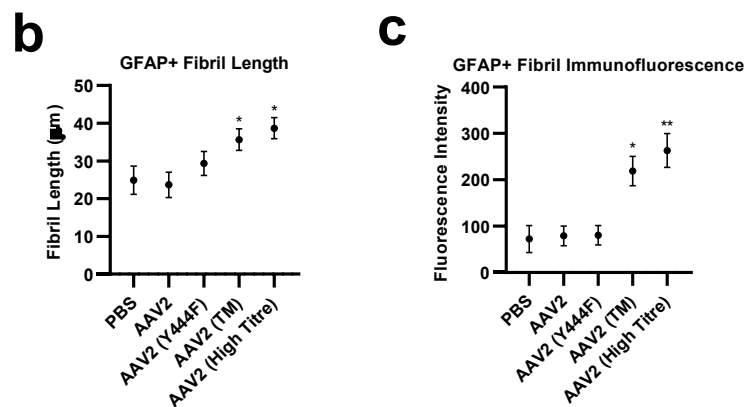 b
GFAP+ Fibril Length
Fibril Length (m)
50
40
30
20
10
0
*
*
PBS
AAV2
AAV2 (Y444F)
AAV2 (TM)
AAV2 (High Titre)
c
GFAP+ Fibril Immunofluorescence
Fluorescence Intensity
400
300
200
100
0
*
**
PBS
AAV2
AAV2 (Y444F)
AAV2 (TM)
AAV2 (High Titre)